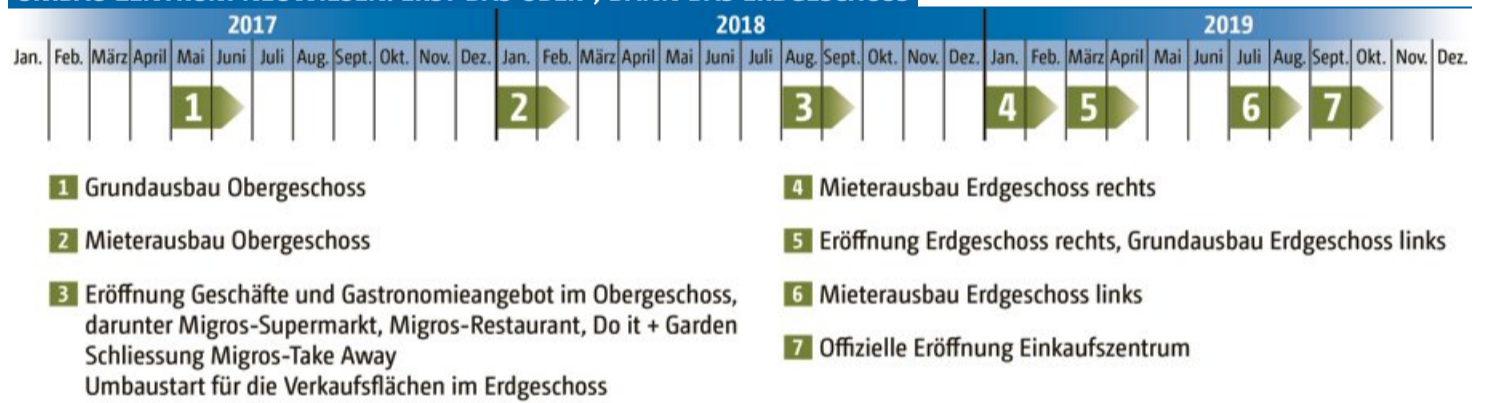 2017 2018 2019
Jan. Feb. März April Mai Juni Juli Aug. Sept. Okt. Nov. Dez. Jan. Feb. März April Mai Juni Juli Aug. Sept. Okt. Nov. Dez. Jan. Feb. März April Mai Juni Juli Aug. Sept. Okt. Nov. Dez.
1 2 3 4 5 6 7
1 Grundausbau Obergeschoss
2 Mieterausbau Obergeschoss
3 Eröffnung Geschäfte und Gastronomieangebot im Obergeschoss,
darunter Migros-Supermarkt, Migros-Restaurant, Do it + Garden
Schliessung Migros-Take Away
Umbaustart für die Verkaufsflächen im Erdgeschoss
4 Mieterausbau Erdgeschoss rechts
5 Eröffnung Erdgeschoss rechts, Grundausbau Erdgeschoss links
6 Mieterausbau Erdgeschoss links
7 Offizielle Eröffnung Einkaufszentrum